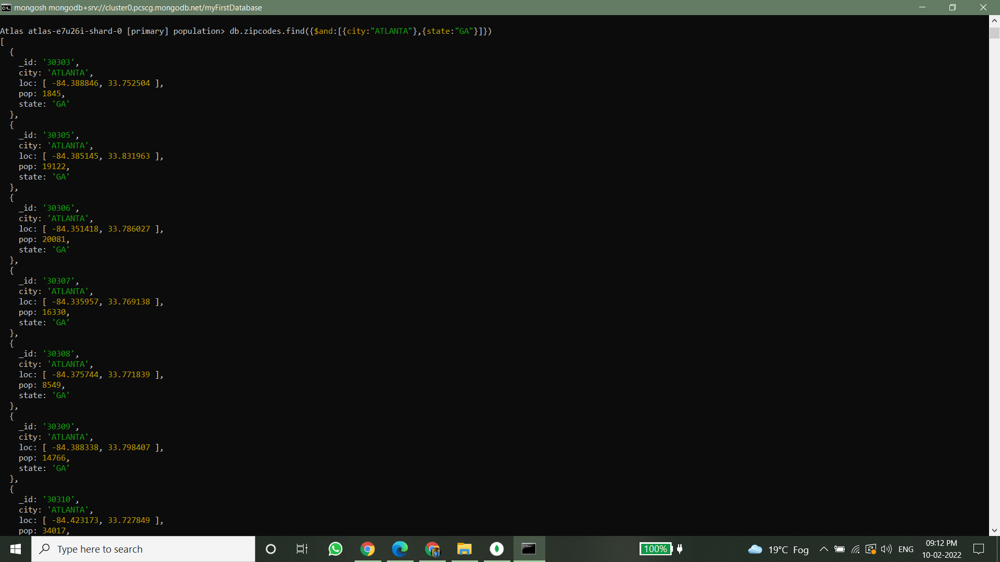 mongosh mongodb+srv://cluster0.pcscg.mongodb.net/myFirstDatabase
Atlas atlas-e7u26i-shard-0 [primary] population> db.zipcodes.find({$and:[{city:"ATLANTA"},{state:"GA"}]})
[
  {
    _id: '30303',
    city: 'ATLANTA',
    loc: [ -84.388846, 33.752504 ],
    pop: 1845,
    state: 'GA'
  },
  {
    _id: '30305',
    city: 'ATLANTA',
    loc: [ -84.385145, 33.831963 ],
    pop: 19122,
    state: 'GA'
  },
  {
    _id: '30306',
    city: 'ATLANTA',
    loc: [ -84.351418, 33.786027 ],
    pop: 20081,
    state: 'GA'
  },
  {
    _id: '30307',
    city: 'ATLANTA',
    loc: [ -84.335957, 33.769138 ],
    pop: 16330,
    state: 'GA'
  },
  {
    _id: '30308',
    city: 'ATLANTA',
    loc: [ -84.375744, 33.771839 ],
    pop: 8549,
    state: 'GA'
  },
  {
    _id: '30309',
    city: 'ATLANTA',
    loc: [ -84.388338, 33.798407 ],
    pop: 14766,
    state: 'GA'
  },
  {
    _id: '30310',
    city: 'ATLANTA',
    loc: [ -84.423173, 33.727849 ],
    pop: 34017,
Type here to search
100%
19°C Fog
ENG
09:12 PM
10-02-2022